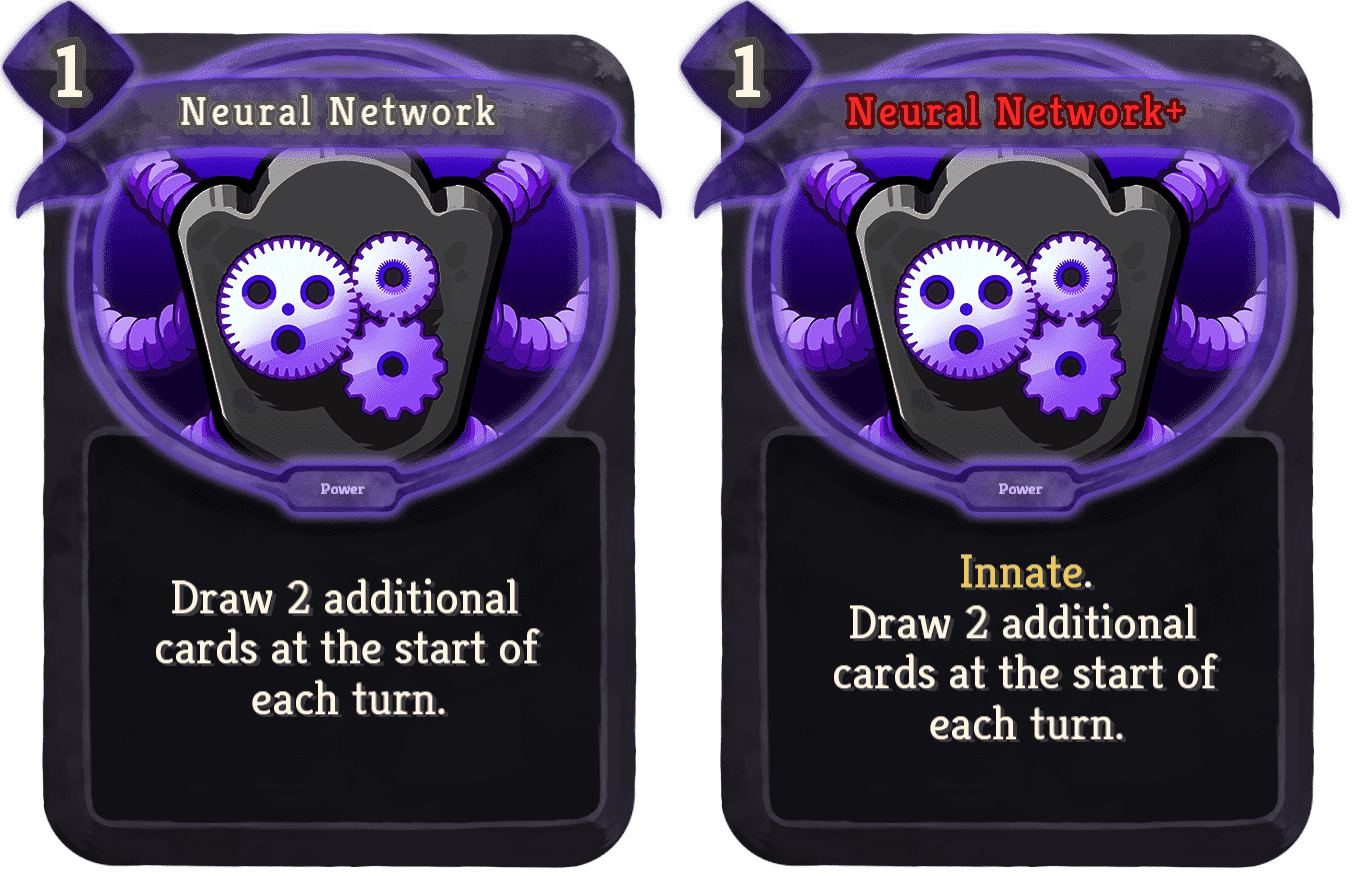 1
Neural Network
Power
Draw 2 additional
cards at the start of
each turn.
1
Neural Network+
Power
Innate.
Draw 2 additional
cards at the start of
each turn.